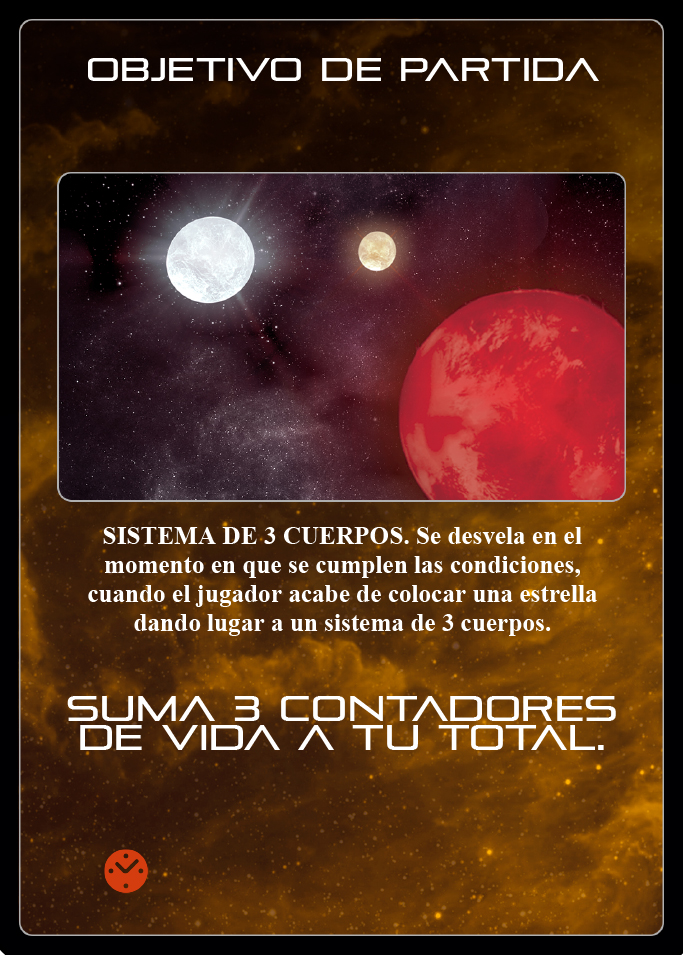 OBJETIVO DE PARTIDA
SISTEMA DE 3 CUERPOS. Se desvela en el
momento en que se cumplen las condiciones,
cuando el jugador acabe de colocar una estrella
dando lugar a un sistema de 3 cuerpos.
SUMA 3 CONTADORES
DE VIDA A TU TOTAL.